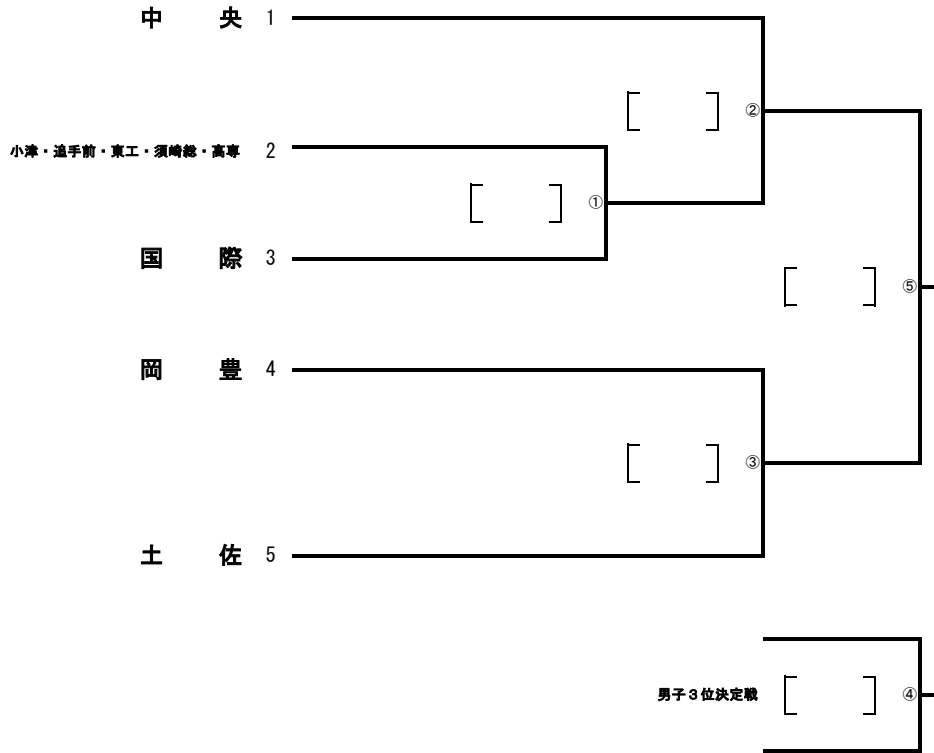 中 央 1
②
小津・追手前・東工・須崎総・高専 2
①
国 際 3
⑤
岡 豊 4
③
土 佐 5
男子３位決定戦 ④